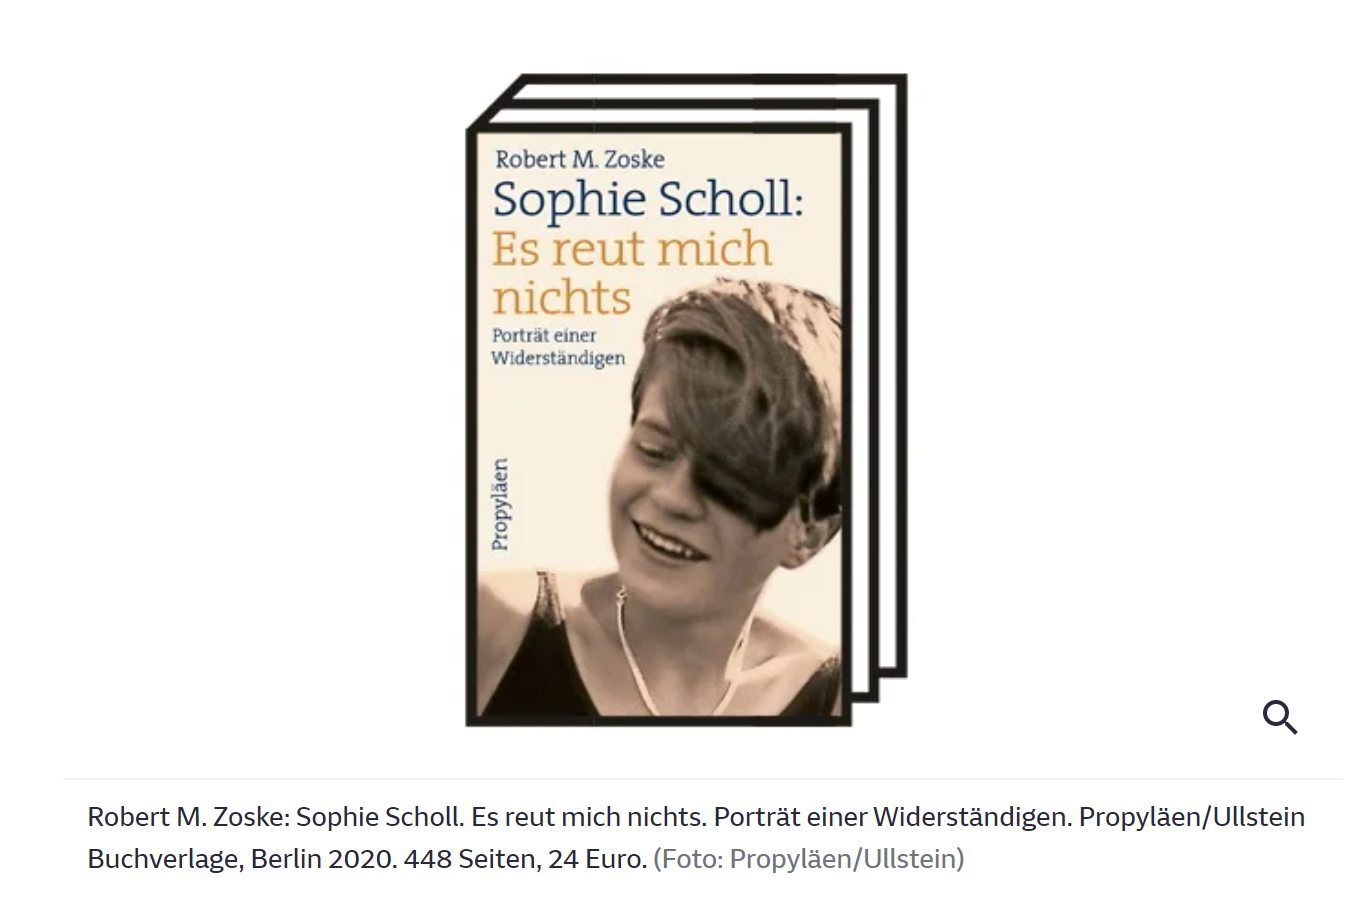 Robert M. Zoske
Sophie Scholl:
Es reut mich
nichts
Porträt einer
Widerständigen
Propyläen
Robert M. Zoske: Sophie Scholl. Es reut mich nichts. Porträt einer Widerständigen. Propyläen/Ullstein
Buchverlage, Berlin 2020. 448 Seiten, 24 Euro. (Foto: Propyläen/Ullstein)